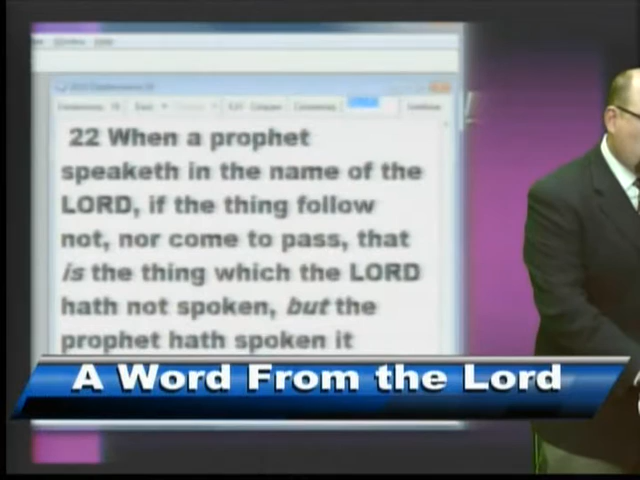 22 When a prophet
speaketh in the name of the
LORD, if the thing follow
not, nor come to pass, that
is the thing which the LORD
hath not spoken, but the
prophet hath spoken it
A Word From the Lord